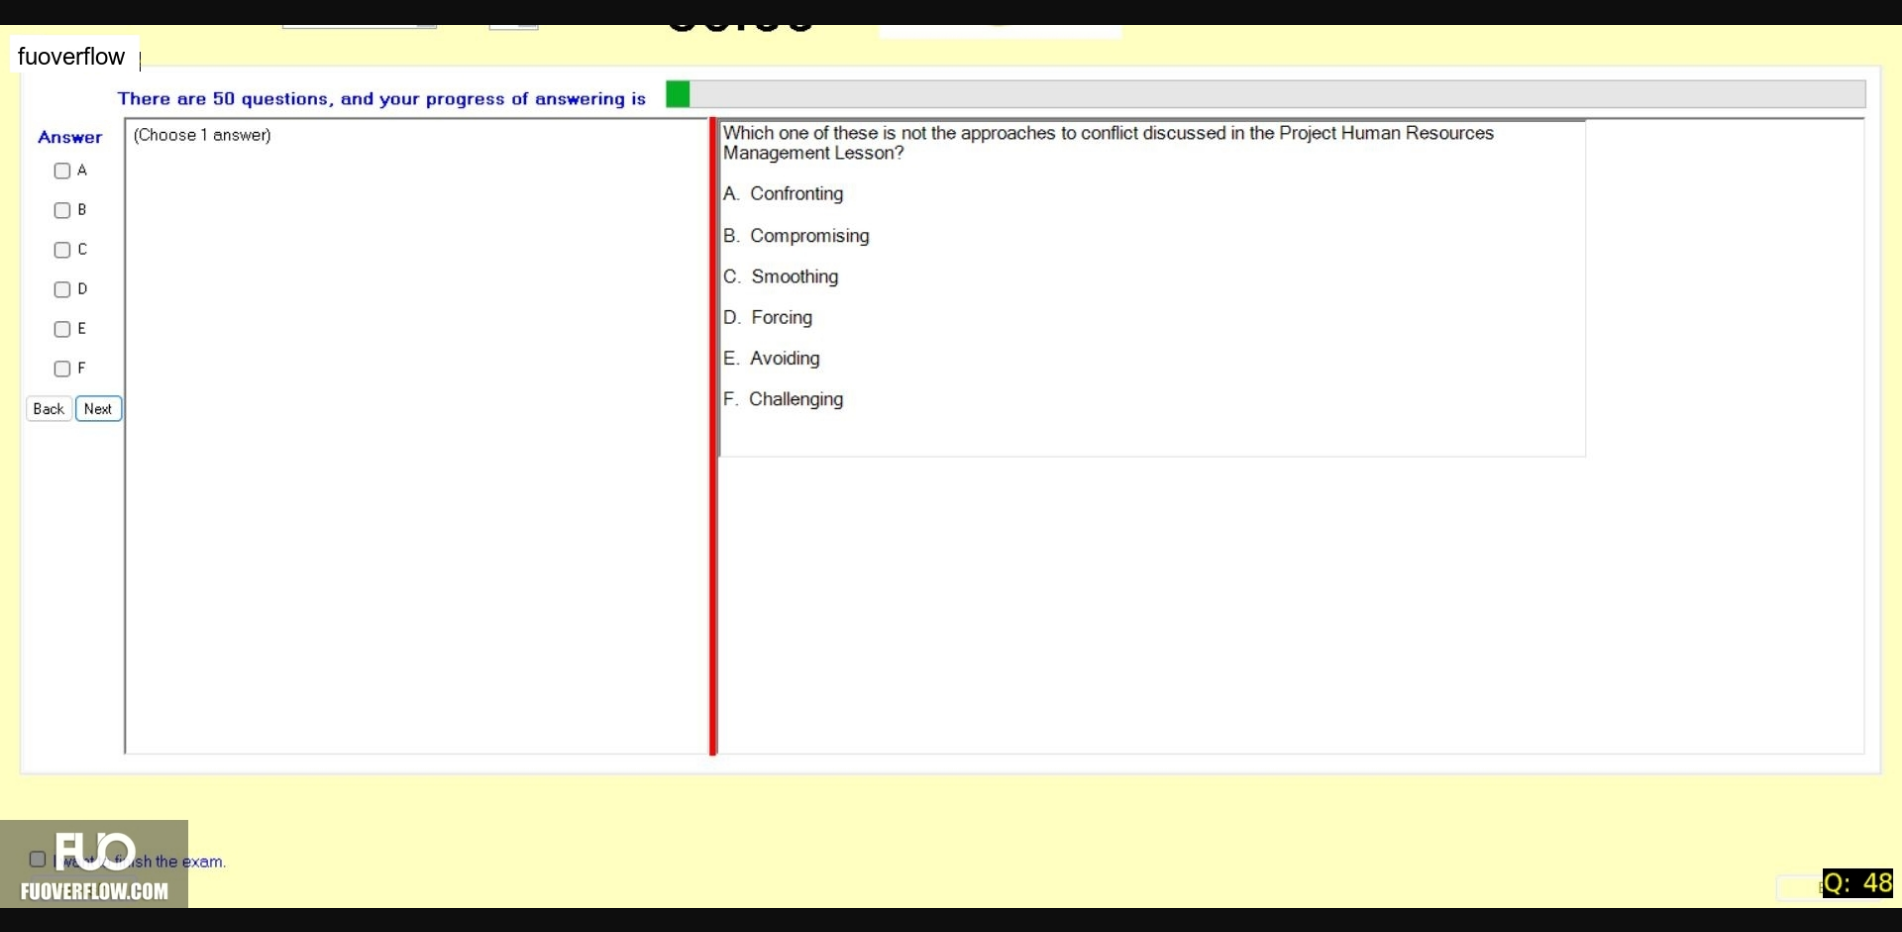 fuoverflow
There are 50 questions, and your progress of answering is
Answer
(Choose 1 answer)
A
B
C
D
E
F
Back Next
Which one of these is not the approaches to conflict discussed in the Project Human Resources
Management Lesson?
A. Confronting
B. Compromising
C. Smoothing
D. Forcing
E. Avoiding
F. Challenging
FUO
finish the exam.
FUOVERFLOW.COM
Q: 48